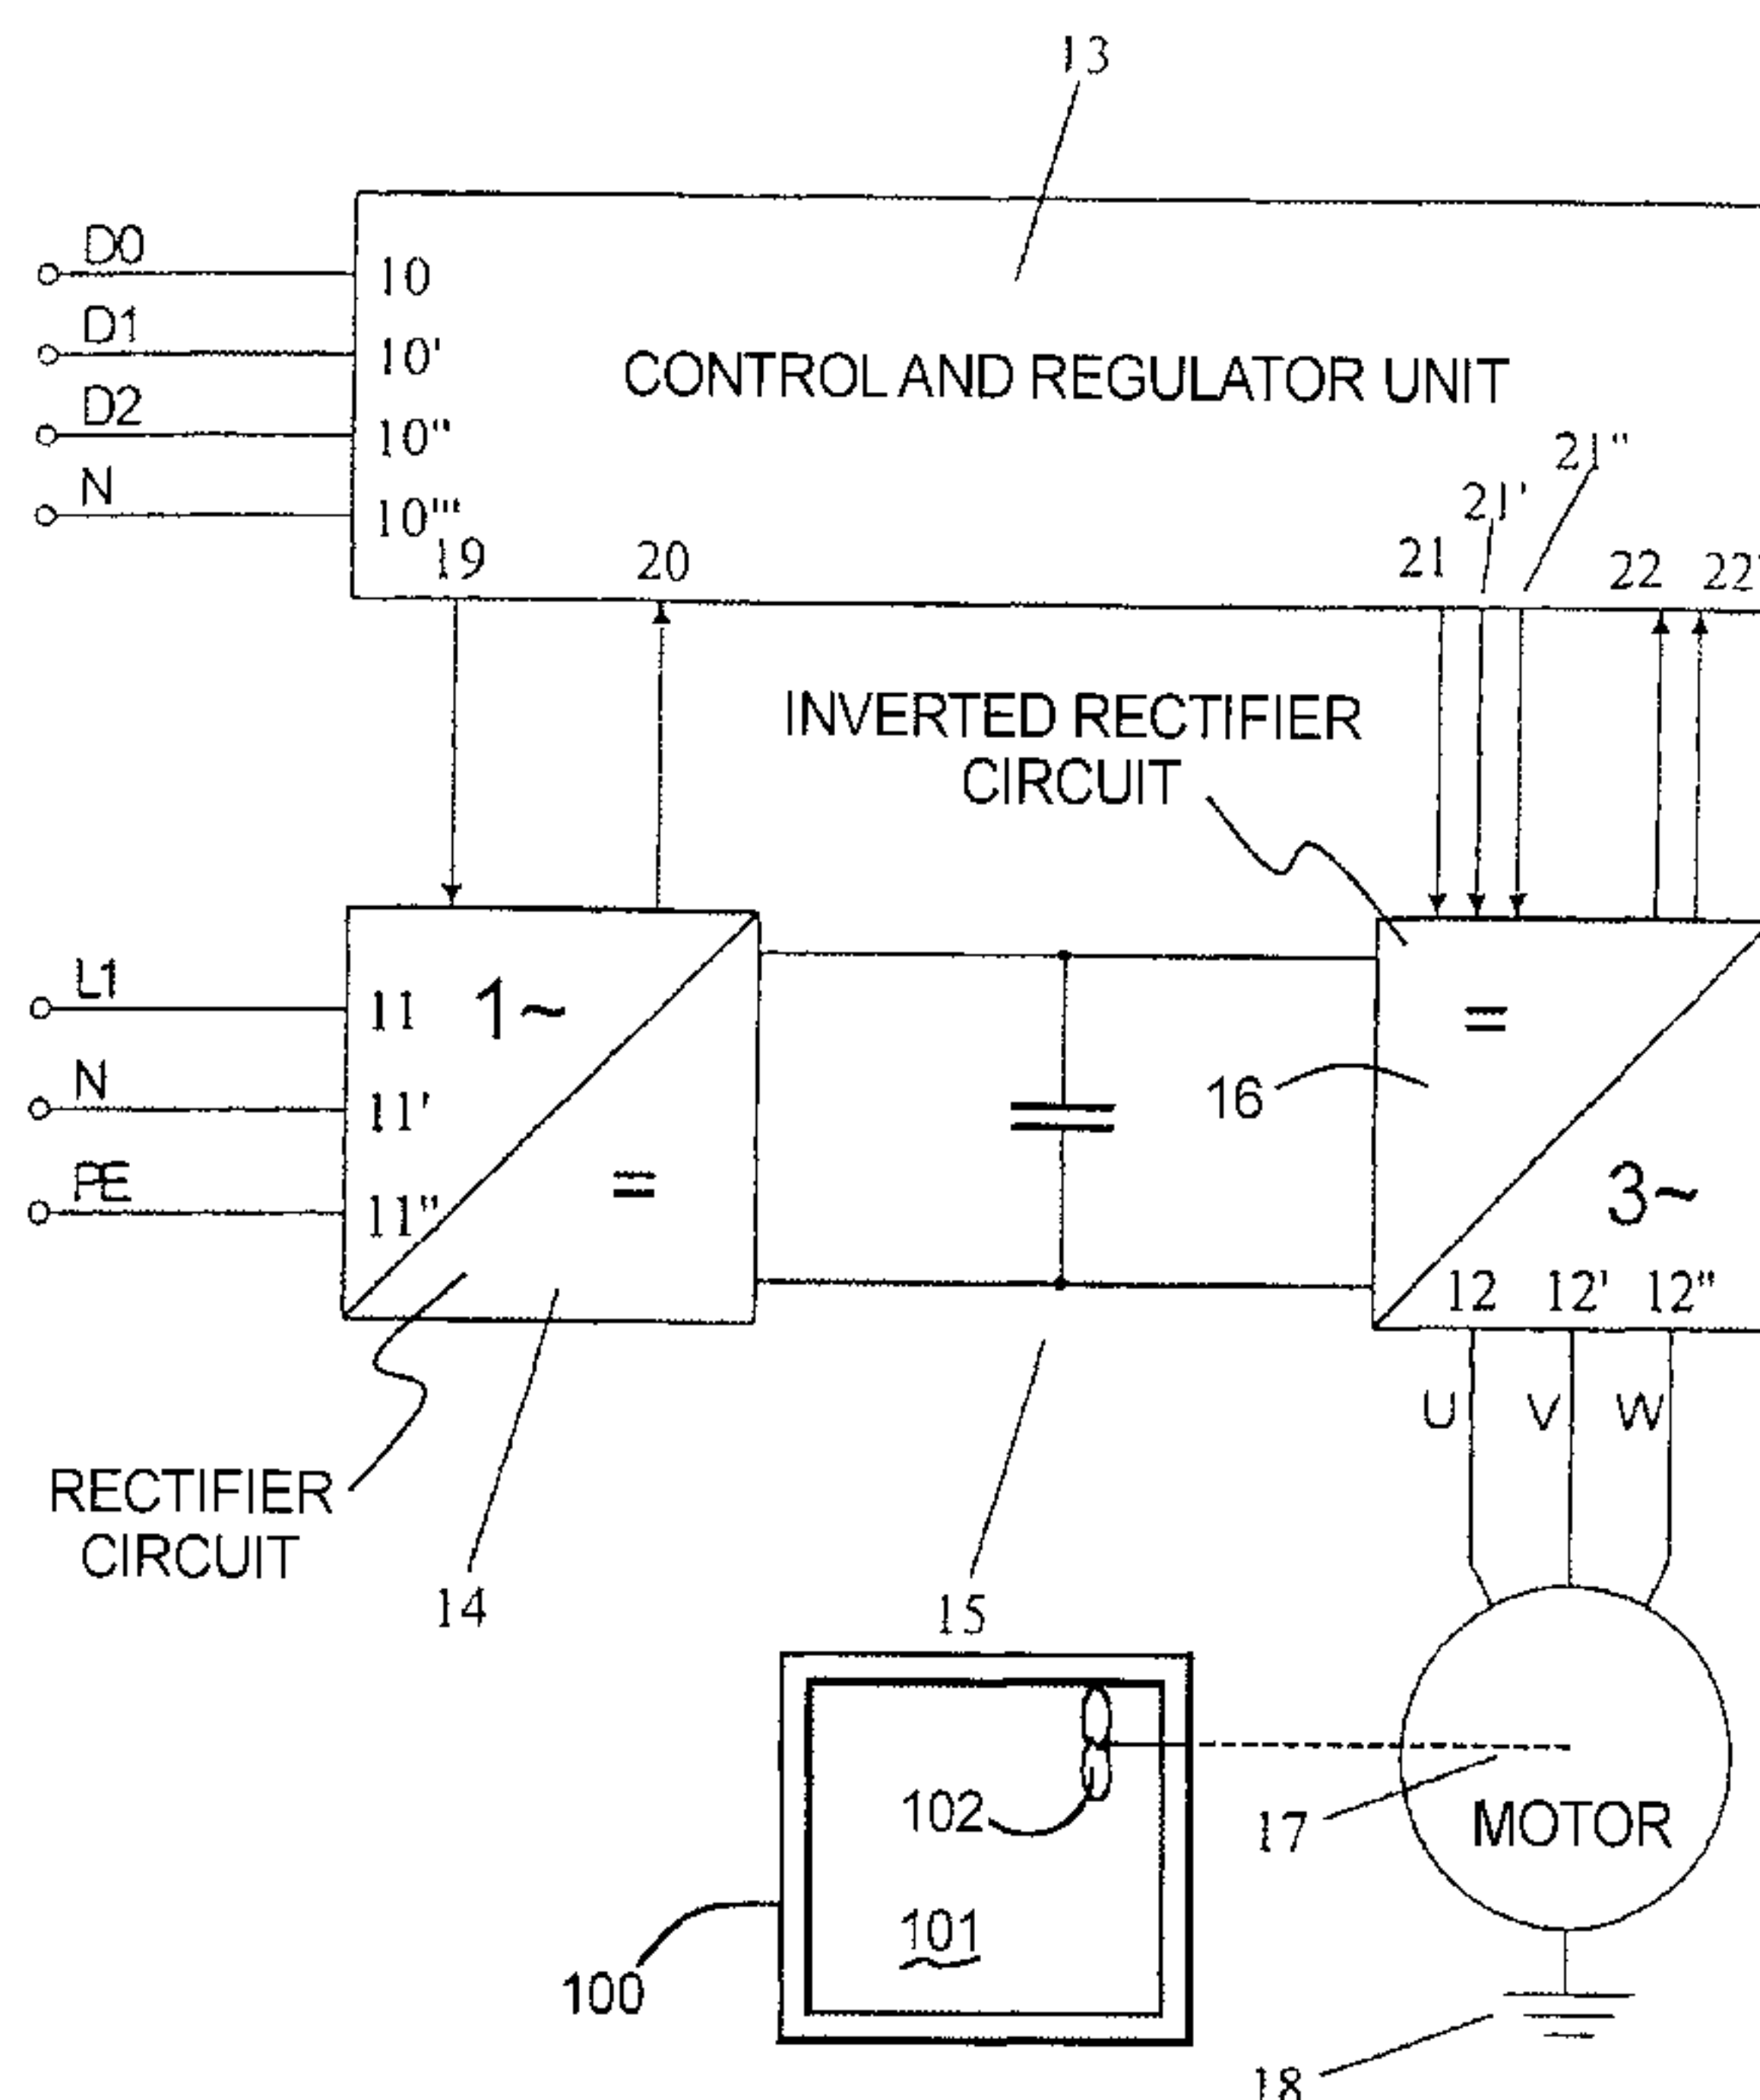 13
D0
10
D1
10'
CONTROL AND REGULATOR UNIT
D2
10"
21"
N
21'
10'''
19
20
21
22
22'
INVERTED RECTIFIER
CIRCUIT
L1
11
1~
=
N
11'
16
PE
11"
=
3~
12
12'
12"
U
V
W
RECTIFIER
CIRCUIT
14
15
102
17
MOTOR
101
100
18